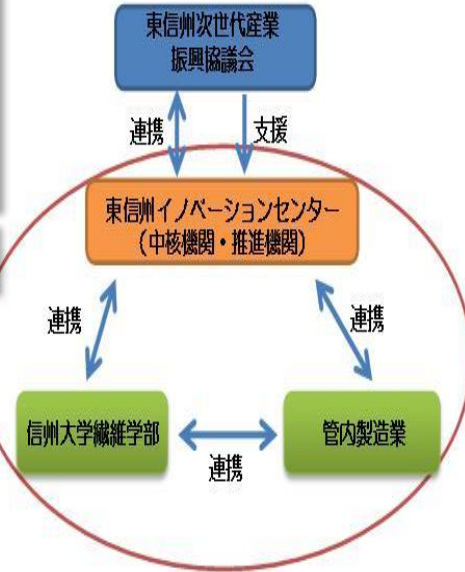 東信州次世代産業
振興協議会
連携
支援
東信州イノベーションセンター
（中核機関・推進機関）
連携
連携
信州大学繊維学部
管内製造業
連携